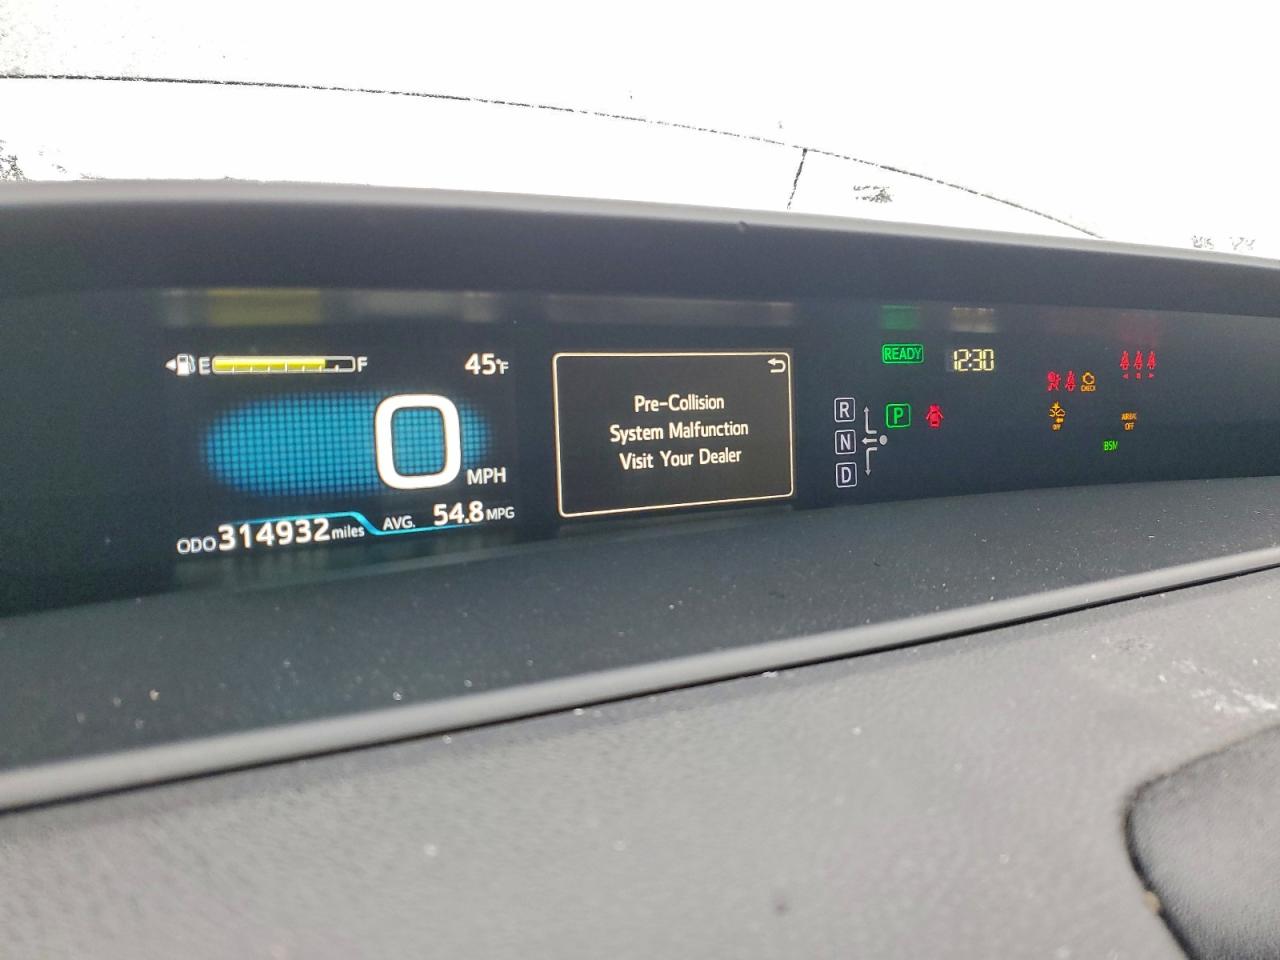 E F
45°F
0
MPH
ODO 314932 miles
AVG. 54.8 MPG
Pre-Collision
System Malfunction
Visit Your Dealer
READY
12:30
R
N
D
P
CHECK
OFF
AIRBAG
OFF
BSM